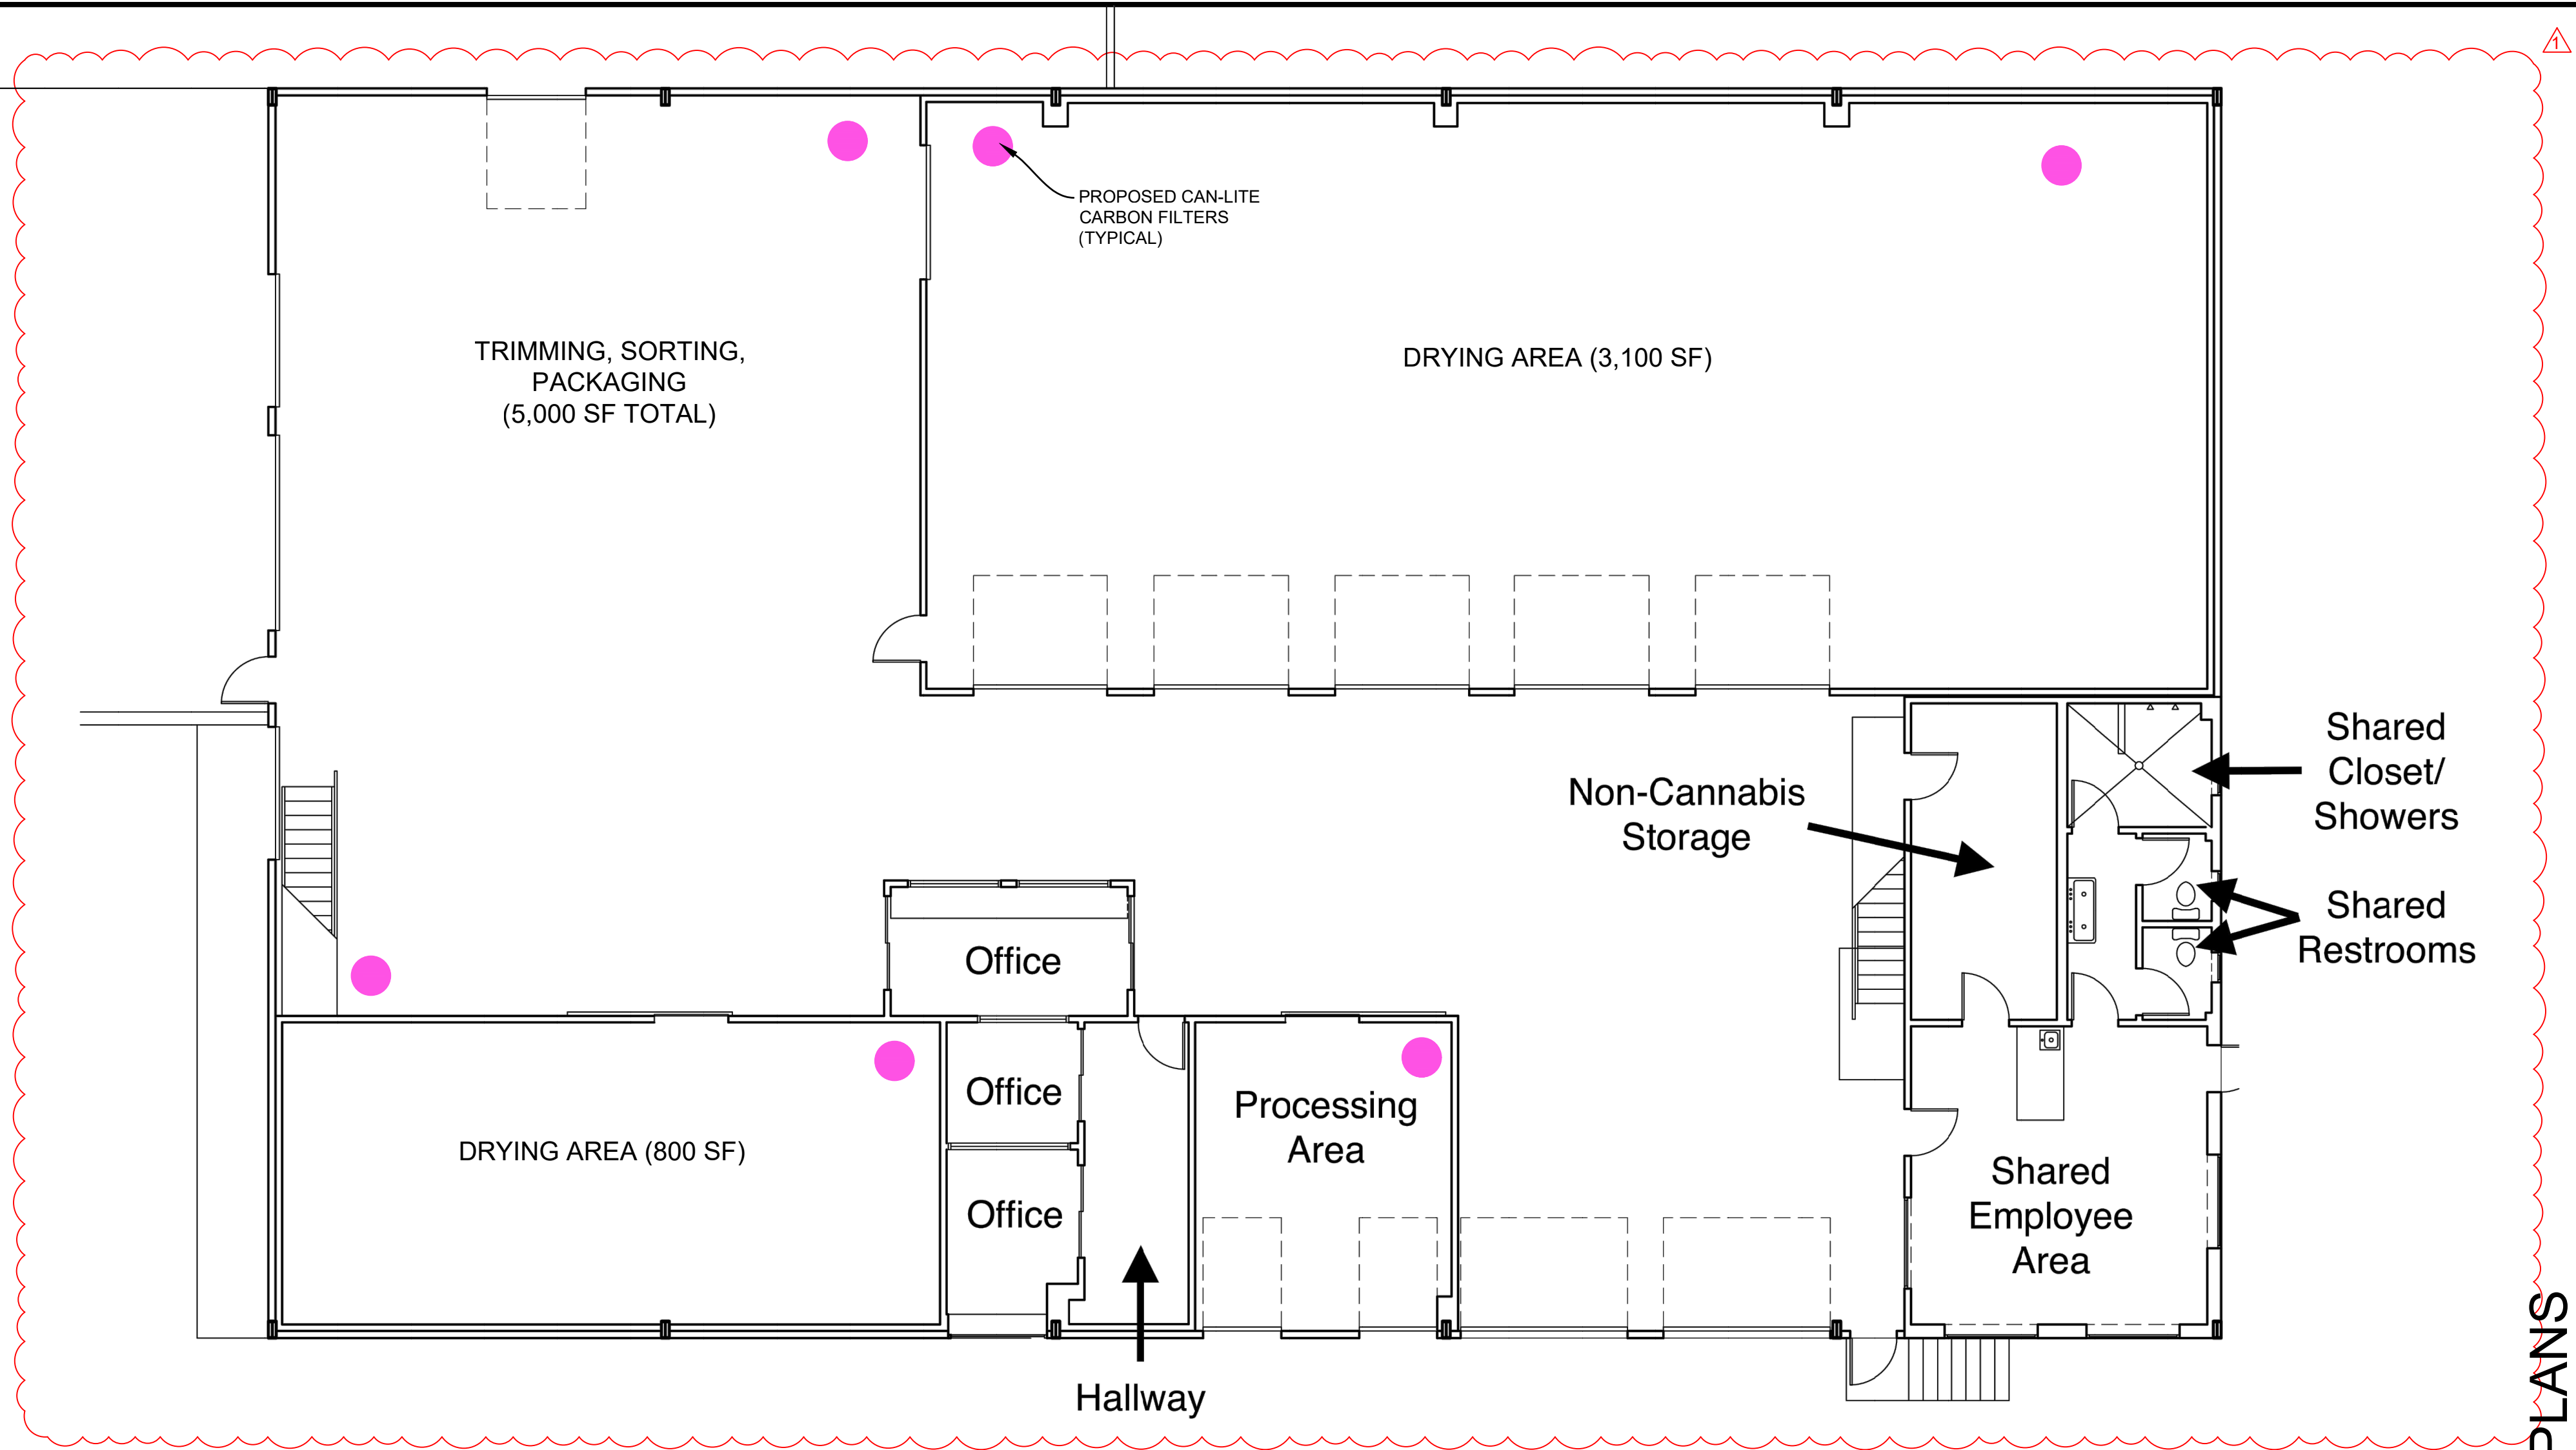 1
PROPOSED CAN-LITE
CARBON FILTERS
(TYPICAL)
TRIMMING, SORTING,
PACKAGING
(5,000 SF TOTAL)
DRYING AREA (3,100 SF)
Non-Cannabis
Storage
Shared
Closet/
Showers
Shared
Restrooms
Office
Office
Office
Processing
Area
DRYING AREA (800 SF)
Shared
Employee
Area
Hallway
PLANS